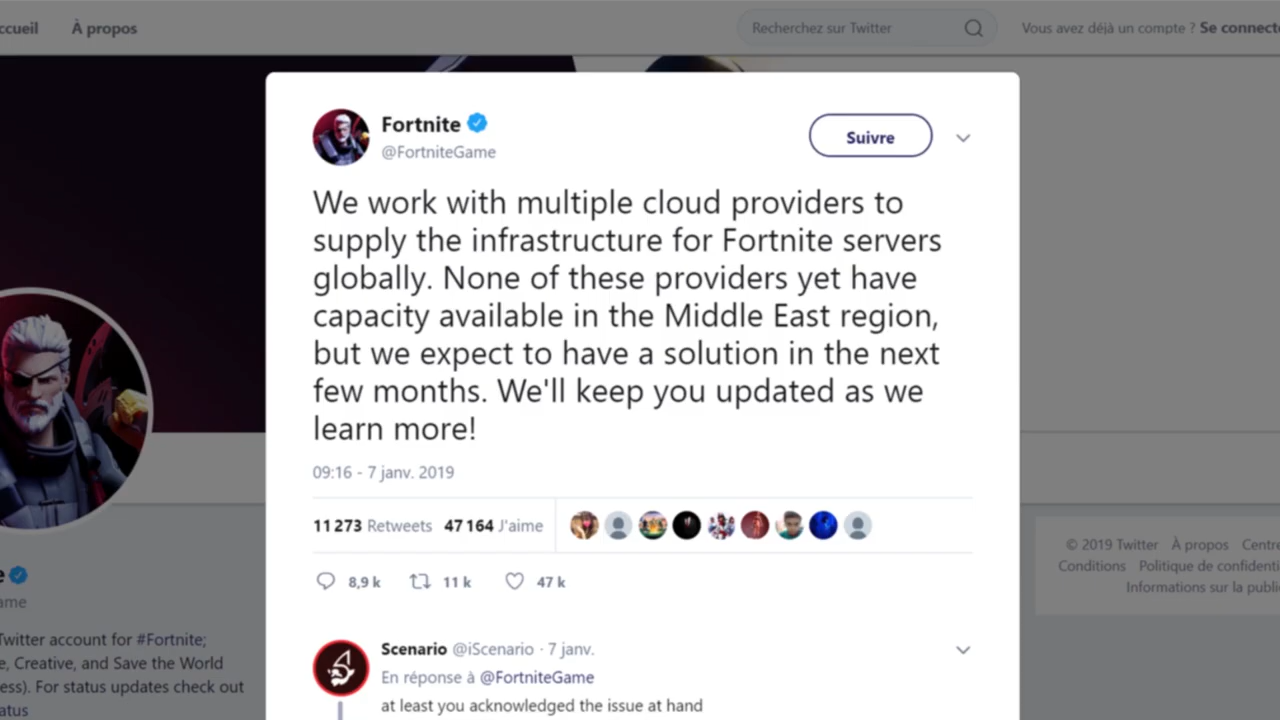 ccueil À propos Recherchez sur Twitter Vous avez déjà un compte ? Se connecte
Fortnite
@FortniteGame
Suivre
We work with multiple cloud providers to
supply the infrastructure for Fortnite servers
globally. None of these providers yet have
capacity available in the Middle East region,
but we expect to have a solution in the next
few months. We'll keep you updated as we
learn more!
09:16 - 7 janv. 2019
11 273 Retweets 47 164 J'aime
8,9 k 11 k 47 k
Scenario @iScenario · 7 janv.
En réponse à @FortniteGame
at least you acknowledged the issue at hand
e
ame
Twitter account for #Fortnite;
e, Creative, and Save the World
ess). For status updates check out
atus
© 2019 Twitter À propos Centre
Conditions Politique de confidenti
Informations sur la public